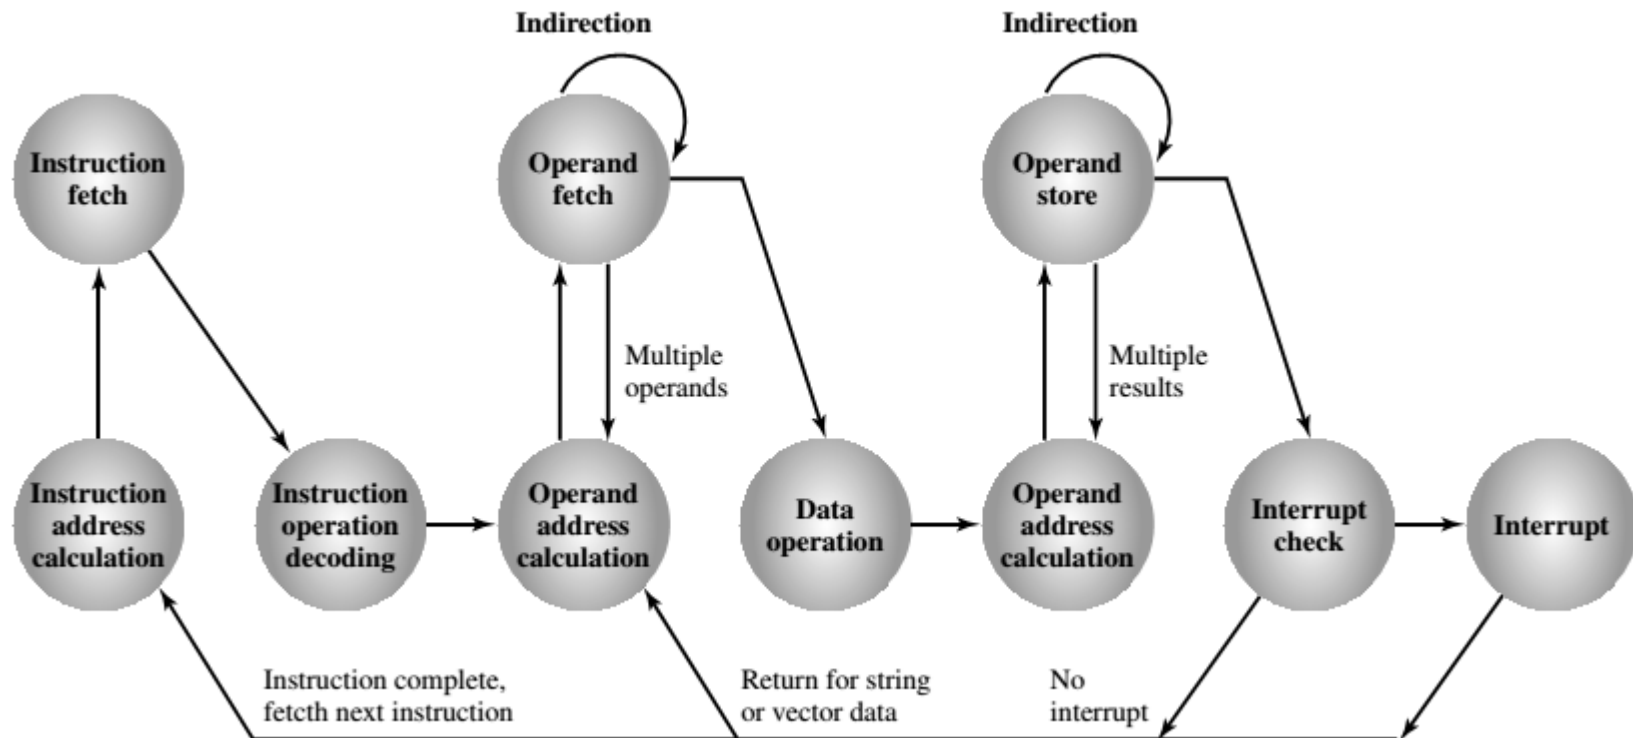 Indirection
Indirection
Instruction
fetch
Operand
fetch
Operand
store
Multiple
operands
Multiple
results
Instruction
address
calculation
Instruction
operation
decoding
Operand
address
calculation
Data
operation
Operand
address
calculation
Interrupt
check
Interrupt
Instruction complete,
fetcth next instruction
Return for string
or vector data
No
interrupt